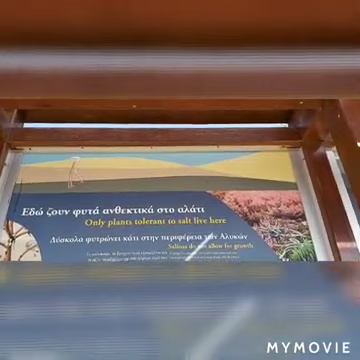 Εδώ ζουν φυτά ανθεκτικά στο αλάτι
Only plants tolerant to salt live here
Δύσκολα φυτρώνει κάτι στην περιφέρεια των Αλυκών
Salinas do not allow for growth
MYMOVIE